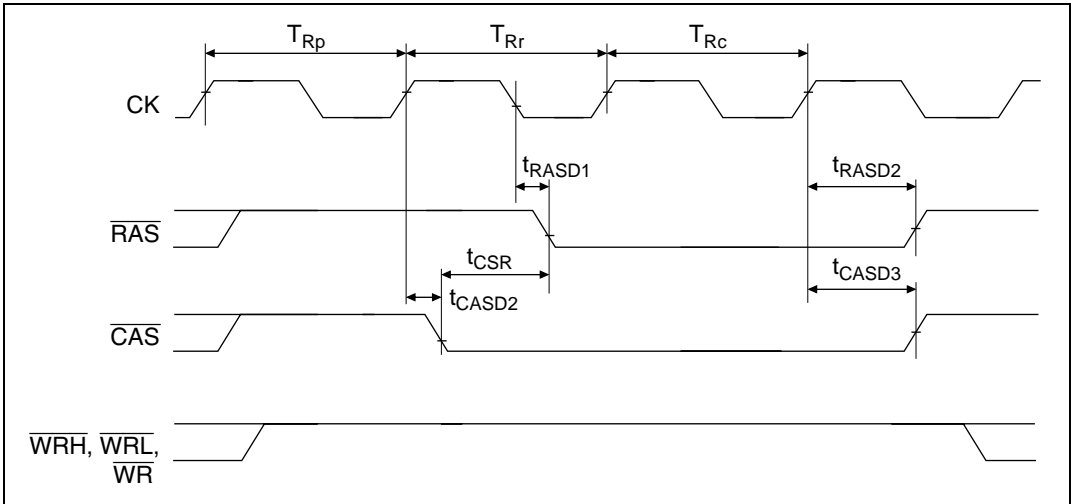 TRp TRr TRc
CK
tRASD1 tRASD2
RAS
tCSR tCASD3
tCASD2
CAS
WRH, WRL,
WR